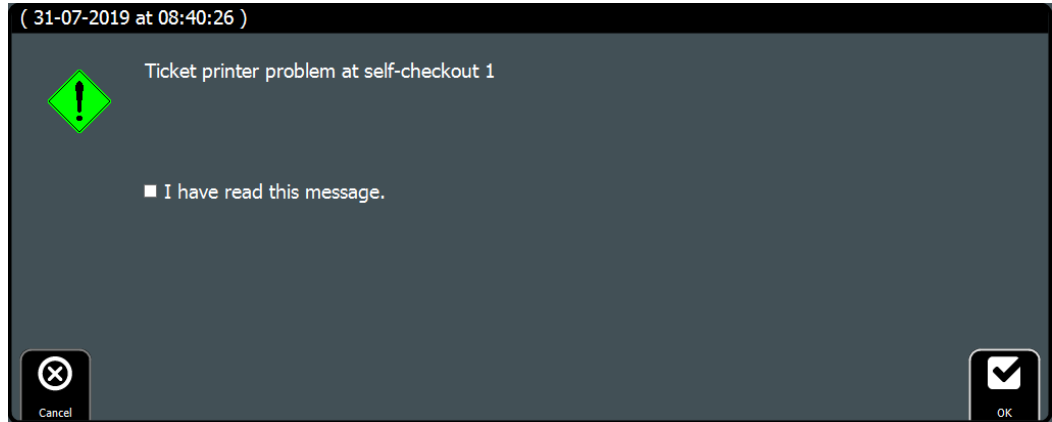 ( 31-07-2019 at 08:40:26 )
Ticket printer problem at self-checkout 1
I have read this message.
Cancel
OK